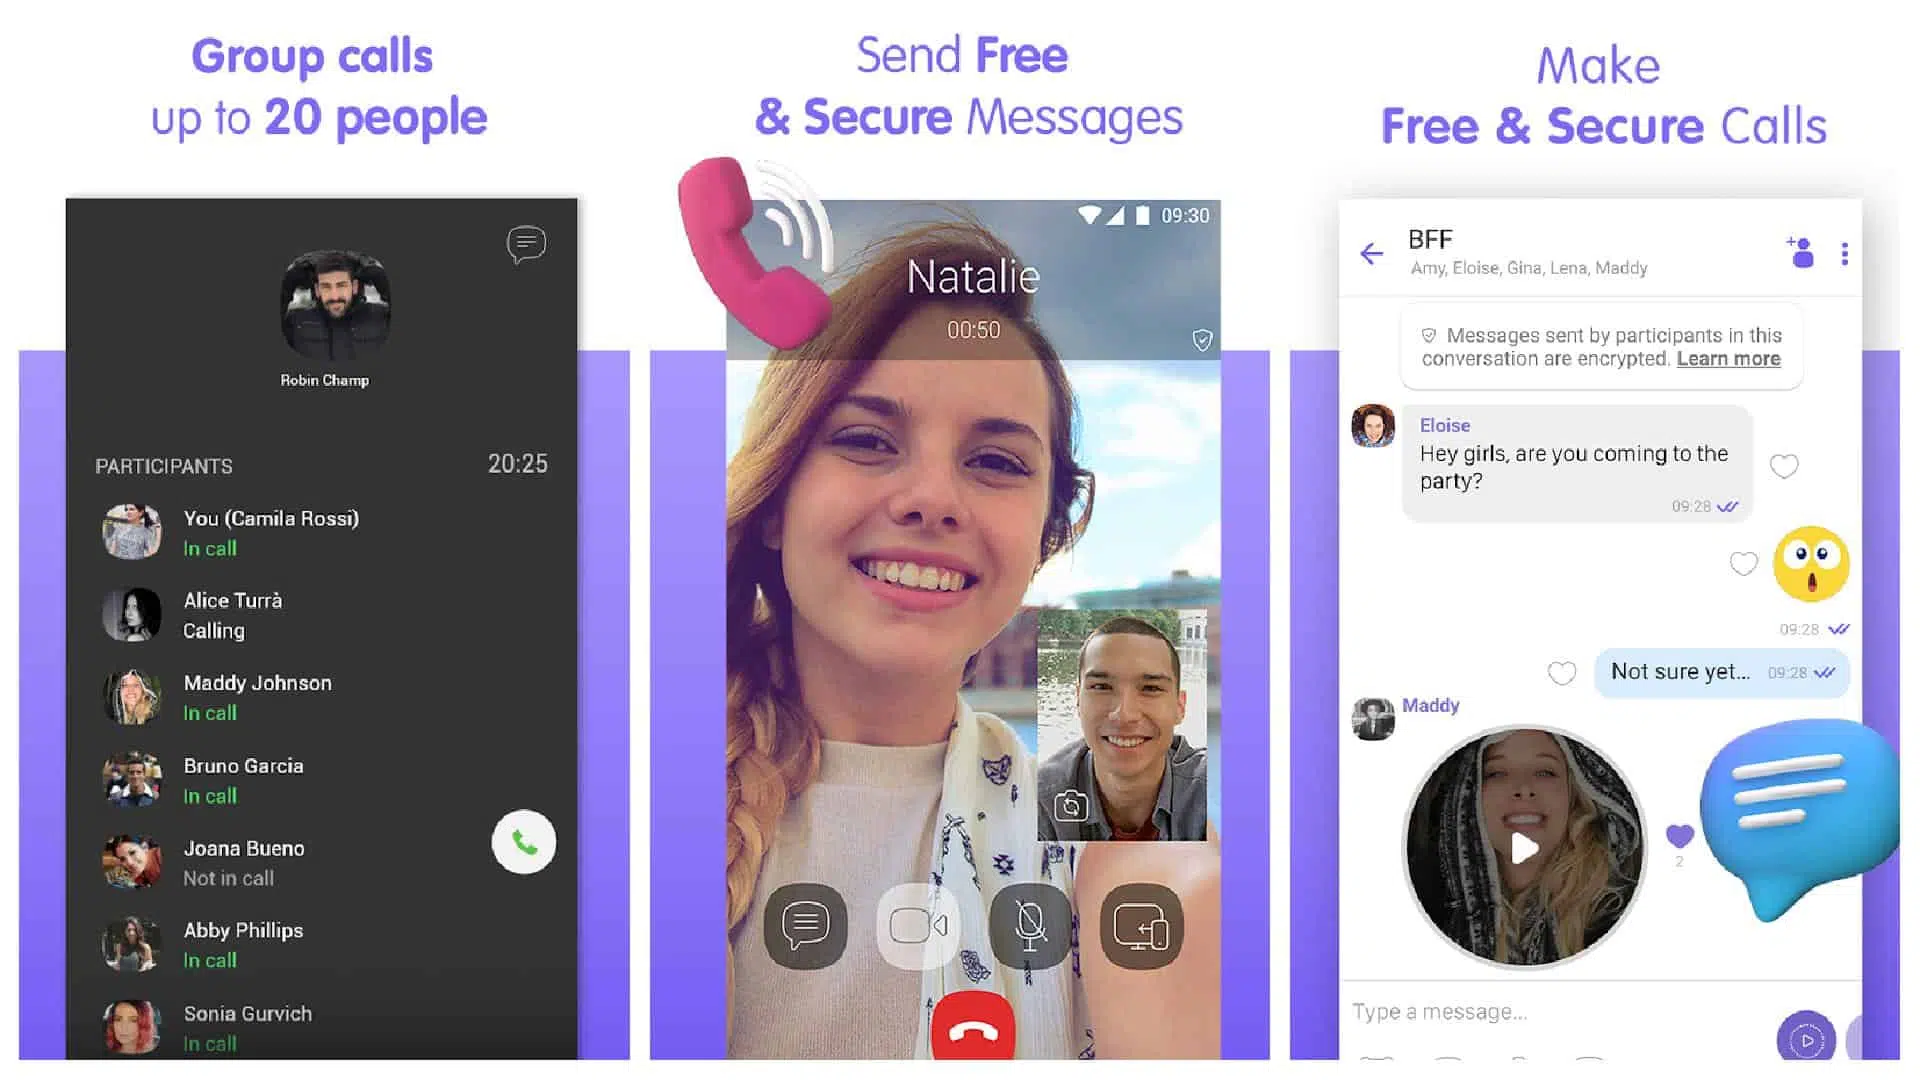 Group calls
up to 20 people
Robin Champ
PARTICIPANTS 20:25
You (Camila Rossi)
In call
Alice Turrà
Calling
Maddy Johnson
In call
Bruno Garcia
In call
Joana Bueno
Not in call
Abby Phillips
In call
Sonia Gurvich
In call
Send Free
& Secure Messages
09:30
Natalie
00:50
Make
Free & Secure Calls
BFF
Amy, Eloise, Gina, Lena, Maddy
Messages sent by participants in this
conversation are encrypted. Learn more
Eloise
Hey girls, are you coming to the
party?
09:28
09:28
Not sure yet... 09:28
Maddy
2
Type a message...